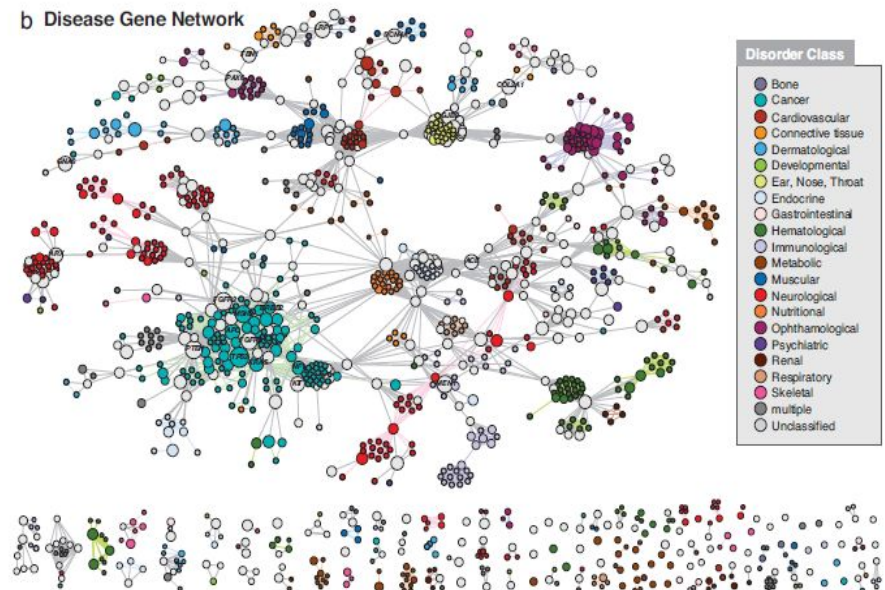 b Disease Gene Network
Disorder Class
Bone
Cancer
Cardiovascular
Connective tissue
Dermatological
Developmental
Ear, Nose, Throat
Endocrine
Gastrointestinal
Hematological
Immunological
Metabolic
Muscular
Neurological
Nutritional
Ophthamological
Psychiatric
Renal
Respiratory
Skeletal
multiple
Unclassified